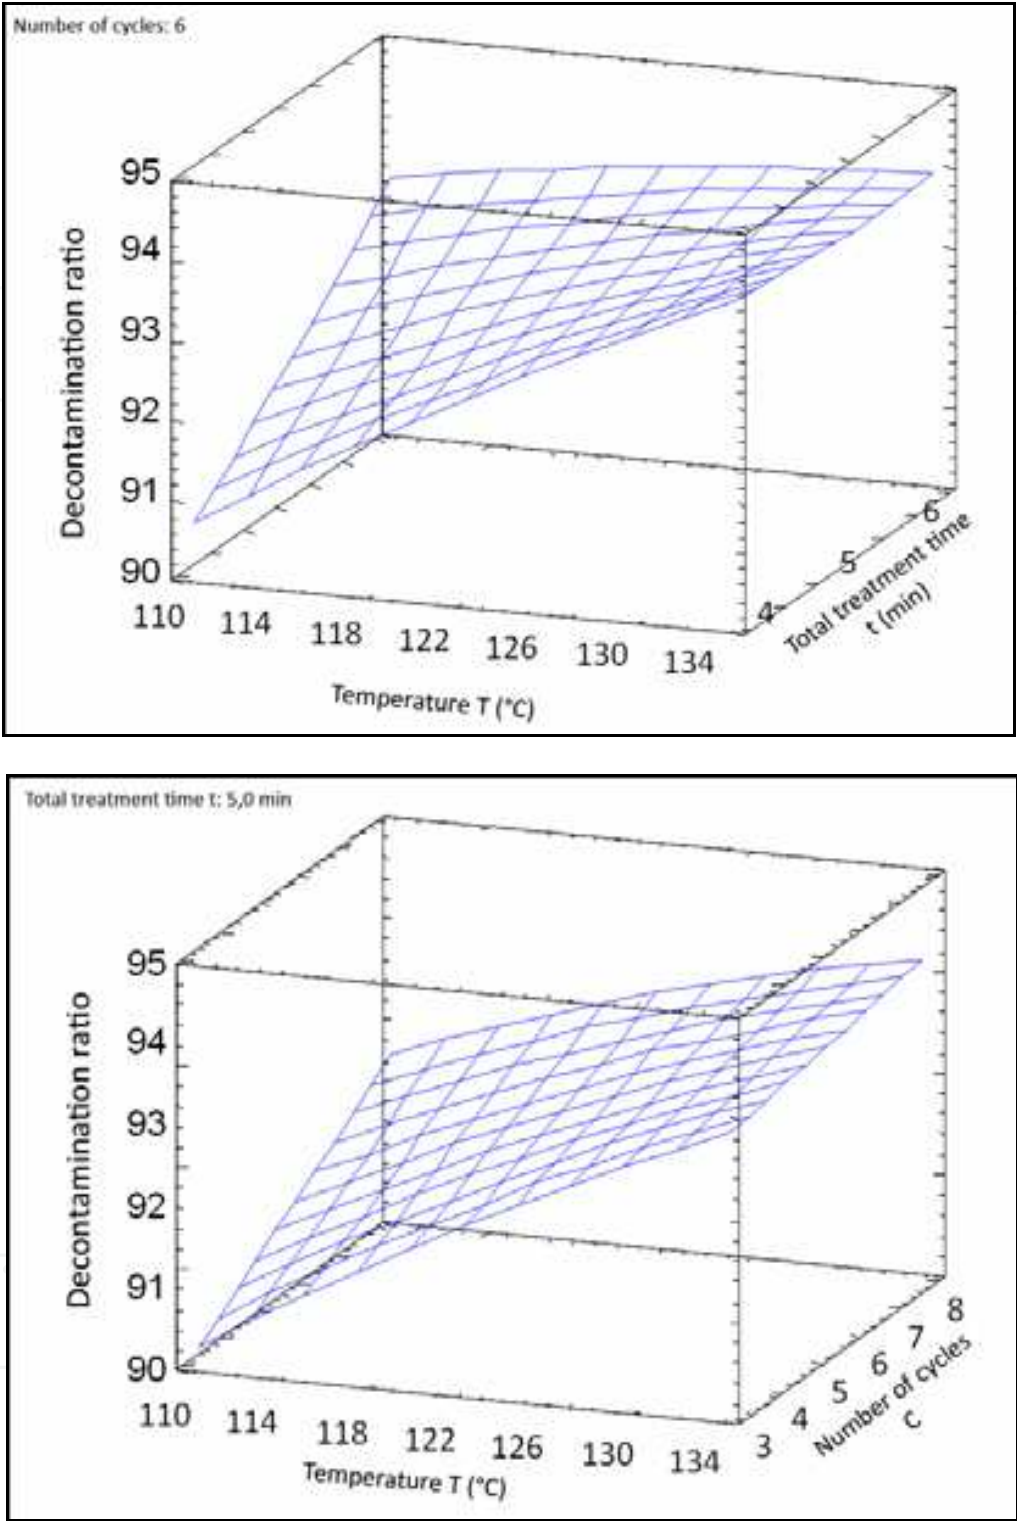 Number of cycles: 6
95
94
93
92
91
90
Decontamination ratio
110 114 118 122 126 130 134
Temperature T (°C)
4 5 6
Total treatment time
t (min)
Total treatment time t: 5,0 min
95
94
93
92
91
90
Decontamination ratio
110 114 118 122 126 130 134
Temperature T (°C)
3 4 5 6 7 8
Number of cycles
C